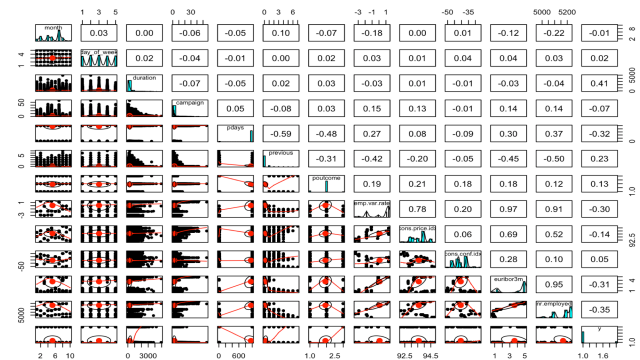 1 3 5 0 30 -3 -1 1 -50 -35 5000 5200
month 0.03 0.00 -0.06 -0.05 0.10 -0.07 -0.18 0.00 -0.12 -0.22 -0.01 2 8
1 4 day_of_week 0.02 -0.04 -0.01 0.00 0.02 0.03 0.01 0.04 0.03 0.02
duration -0.07 -0.05 0.02 0.03 -0.03 0.01 -0.01 -0.03 -0.04 0.41 0 5000
0 50 campaign 0.05 -0.08 0.03 0.15 0.13 -0.01 0.14 0.14 -0.07
pdays -0.59 -0.48 0.27 0.08 -0.09 0.30 0.37 -0.32 0
0 5 previous -0.31 -0.42 -0.20 -0.05 -0.45 -0.50 0.23
poutcome 0.19 0.21 0.18 0.18 0.12 0.13 1.0
-3 1 emp.var.rate 0.78 0.20 0.97 0.91 -0.30
cons.price.idx 0.06 0.69 0.52 -0.14 92.5
-50 cons.conf.idx 0.28 0.10 0.05
euribor3m 0.95 -0.31 1 4
5000 nr.employed -0.35
y 1.0
2 4 6 8 10 0 3000 0 600 1.0 2.5 92.5 94.5 1 3 5 1.0 1.6